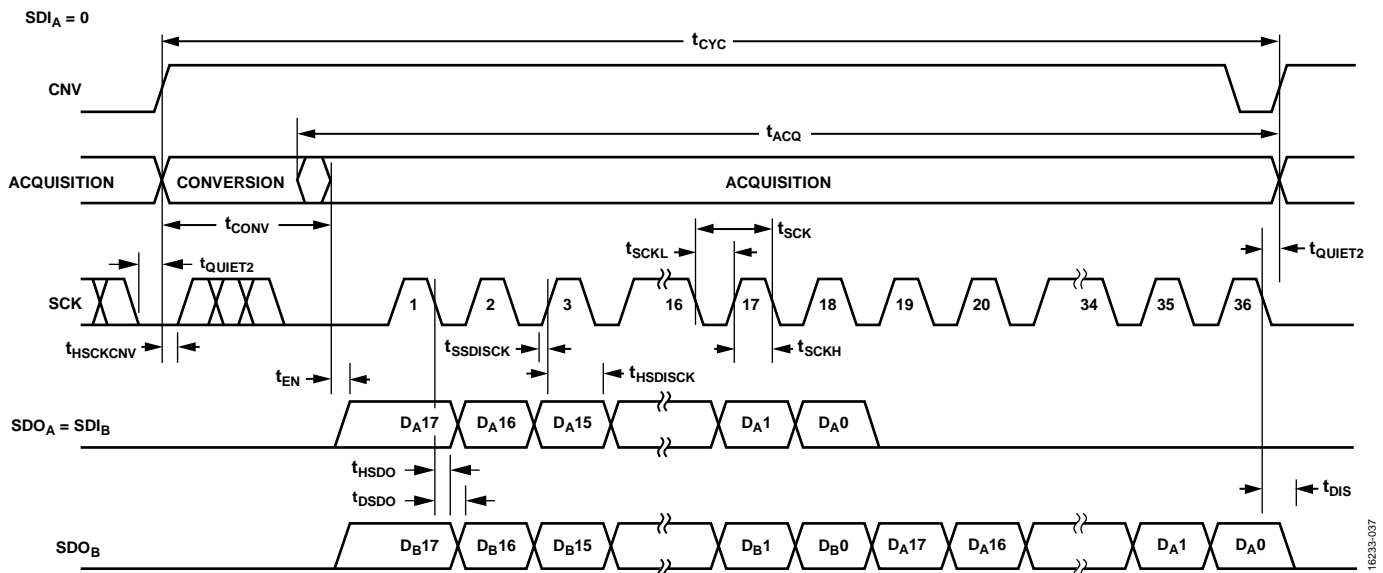 SDIA = 0
tCYC
CNV
tACQ
ACQUISITION CONVERSION ACQUISITION
tCONV
tSCK
tSCKL
tQUIET2 tQUIET2
SCK 1 2 3 16 17 18 19 20 34 35 36
tHSCKCNV tSSDISCK tSCKH
tEN tHSDISCK
SDOA = SDIB DA17 DA16 DA15 DA1 DA0
tHSDO
tDSDO tDIS
SDOB DB17 DB16 DB15 DB1 DB0 DA17 DA16 DA1 DA0
16233-037